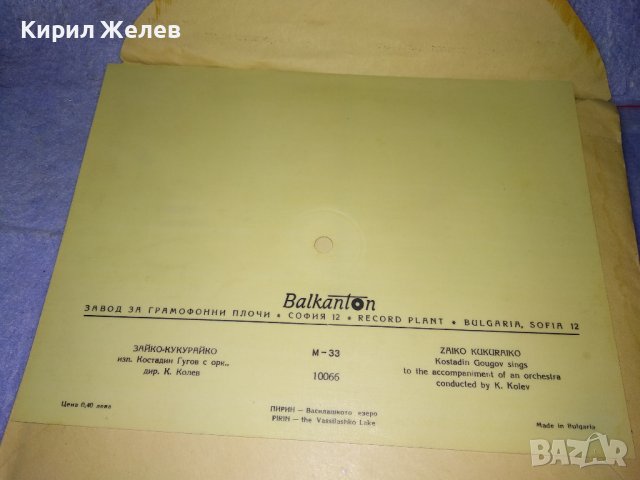 Кирил Желев
Balkanton
ЗАВОД ЗА ГРАМОФОННИ ПЛОЧИ • СОФИЯ 12 • RECORD PLANT • BULGARIA, SOFIA 12
ЗАЙКО-КУКУРАЙКО
изп. Костадин Гугов с орк.,
дир. К. Колев
М-33
10066
ZAIKO KUKURAIKO
Kostadin Gougov sings
to the accompaniment of an orchestra
conducted by K. Kolev
Цена 0,40 лева
ПИРИН — Василашкото езеро
PIRIN — the Vassilashko Lake
Made in Bulgaria
BAZAR